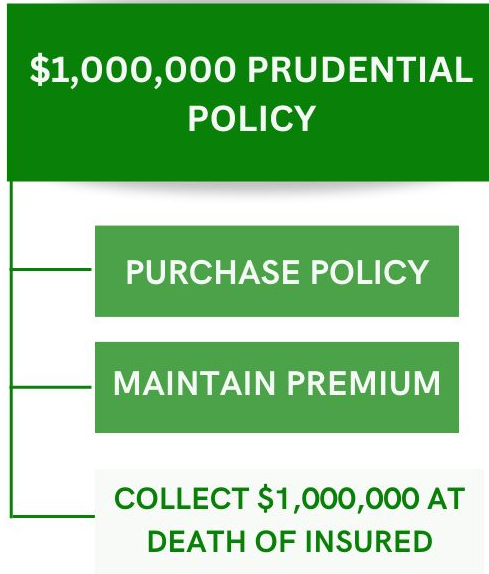 $1,000,000 PRUDENTIAL
POLICY
PURCHASE POLICY
MAINTAIN PREMIUM
COLLECT $1,000,000 AT
DEATH OF INSURED